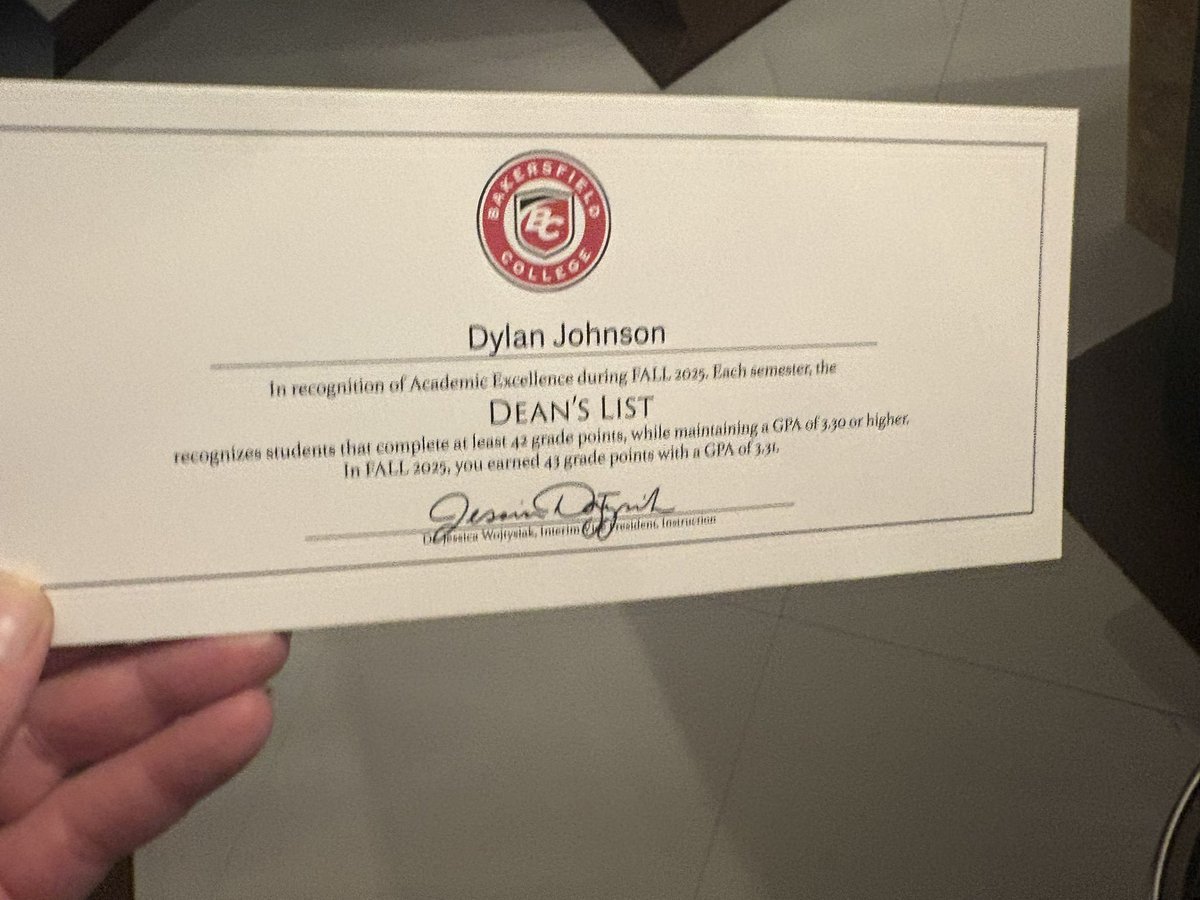 BAKERSFIELD
BC
COLLEGE
Dylan Johnson
In recognition of Academic Excellence during FALL 2025. Each semester, the
DEAN'S LIST
recognizes students that complete at least 42 grade points, while maintaining a GPA of 3.30 or higher.
In FALL 2025, you earned 43 grade points with a GPA of 3.31.
Jessica Wojtysiak, Interim Vice President, Instruction